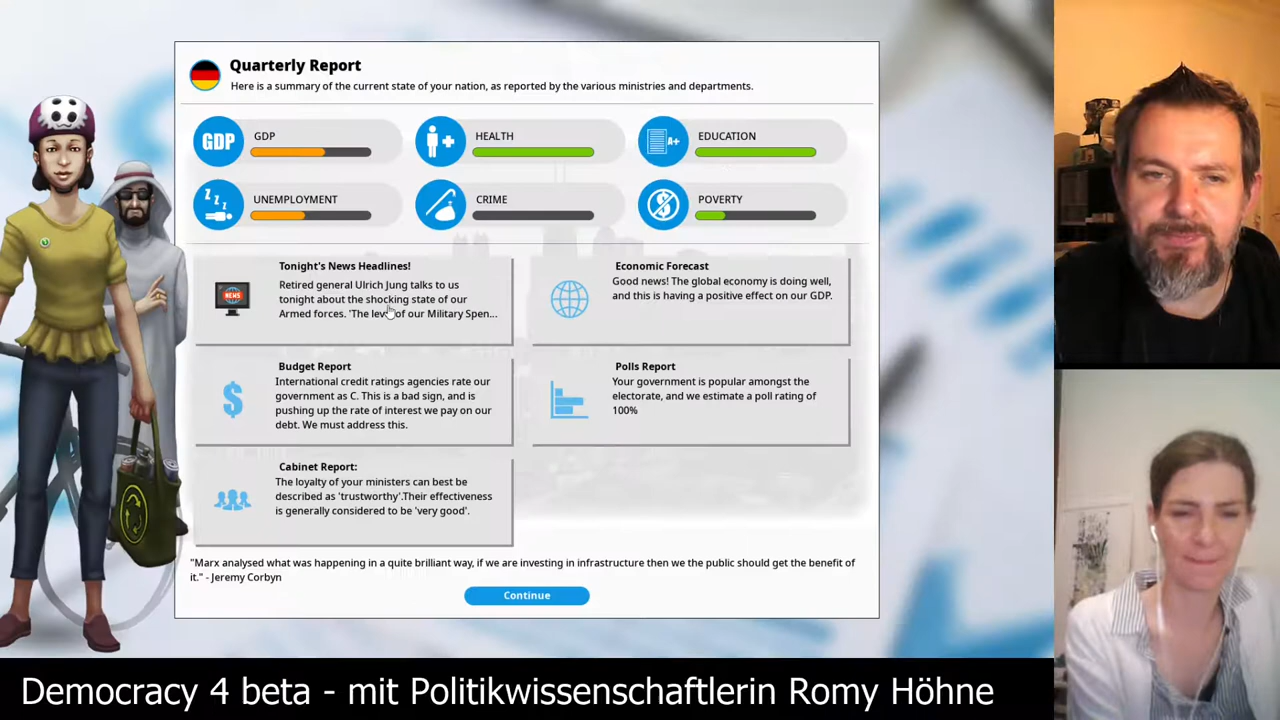 Quarterly Report
Here is a summary of the current state of your nation, as reported by the various ministries and departments.
GDP
GDP
HEALTH
A+
EDUCATION
Z Z Z
UNEMPLOYMENT
CRIME
$
POVERTY
Tonight's News Headlines!
NEWS
Retired general Ulrich Jung talks to us
tonight about the shocking state of our
Armed forces. 'The level of our Military Spen...
Economic Forecast
Good news! The global economy is doing well,
and this is having a positive effect on our GDP.
Budget Report
$
International credit ratings agencies rate our
government as C. This is a bad sign, and is
pushing up the rate of interest we pay on our
debt. We must address this.
Polls Report
Your government is popular amongst the
electorate, and we estimate a poll rating of
100%
Cabinet Report:
The loyalty of your ministers can best be
described as 'trustworthy'.Their effectiveness
is generally considered to be 'very good'.
"Marx analysed what was happening in a quite brilliant way, if we are investing in infrastructure then we the public should get the benefit of
it." - Jeremy Corbyn
Continue
Democracy 4 beta - mit Politikwissenschaftlerin Romy Höhne